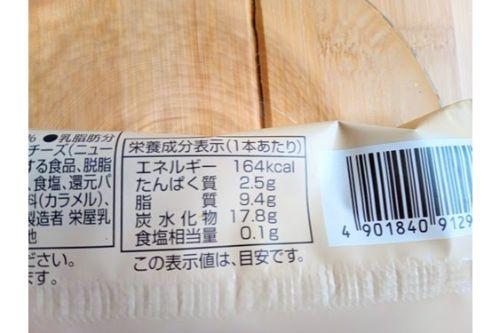 % ●乳脂肪分
チーズ(ニュー
する食品、脱脂
、食塩、還元パ
料(カラメル)、
製造者 栄屋乳
地
ださい。
ます。
栄養成分表示(1本あたり)
エネルギー 164kcal
たんぱく質 2.5g
脂質 9.4g
炭水化物 17.8g
食塩相当量 0.1g
この表示値は、目安です。
4 901840 9129